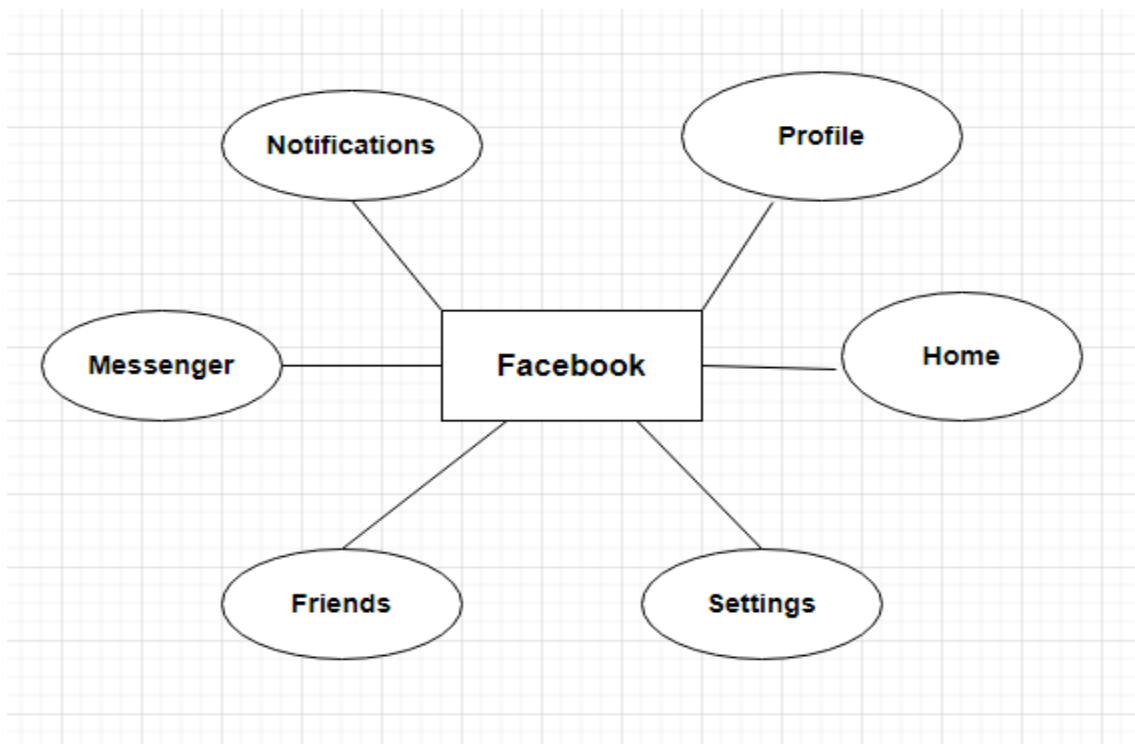 Notifications
Profile
Messenger
Facebook
Home
Friends
Settings